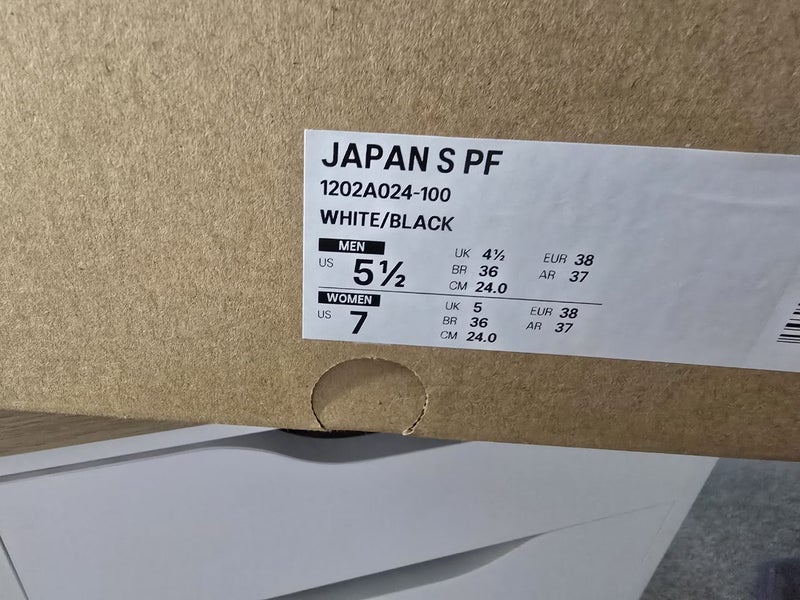 JAPAN S PF
1202A024-100
WHITE/BLACK
MEN
US 5½ UK 4½ EUR 38
BR 36 AR 37
CM 24.0
WOMEN
US 7 UK 5 EUR 38
BR 36 AR 37
CM 24.0